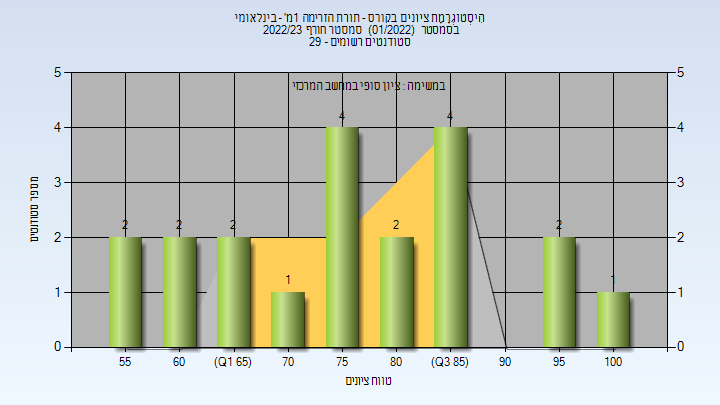 היסטוגרמת ציונים בקורס - תורת הזרימה 1מ' - בינלאומי
בסמסטר (01/2022) סמסטר חורף 2022/23
סטודנטים רשומים - 29
במשימה : ציון סופי במחשב המרכזי
5 5
4 4
3 3
2 2
1 1
0 0
2 2 2 1 4 2 4 2 1
55 60 (Q1 65) 70 75 80 (Q3 85) 90 95 100
מספר סטודנטים
טווח ציונים